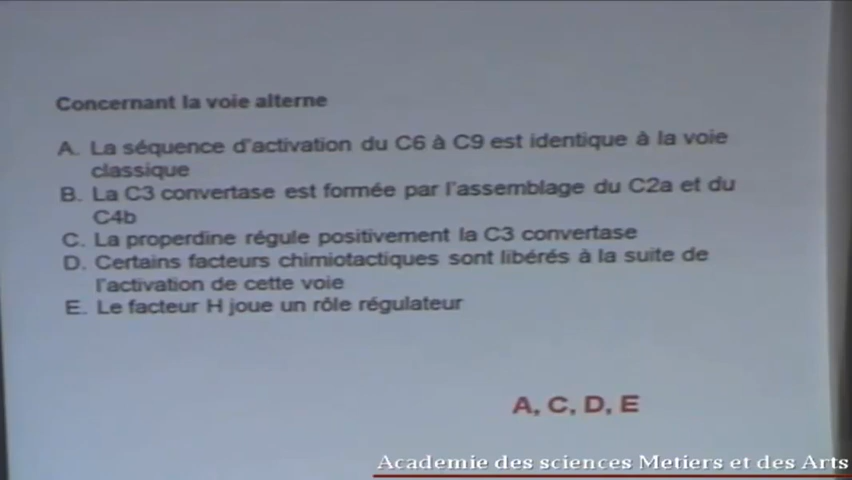 Concernant la voie alterne
A. La séquence d'activation du C6 à C9 est identique à la voie
classique
B. La C3 convertase est formée par l'assemblage du C2a et du
C4b
C. La properdine régule positivement la C3 convertase
D. Certains facteurs chimiotactiques sont libérés à la suite de
l'activation de cette voie
E. Le facteur H joue un rôle régulateur
A, C, D, E
Academie des sciences Metiers et des Arts